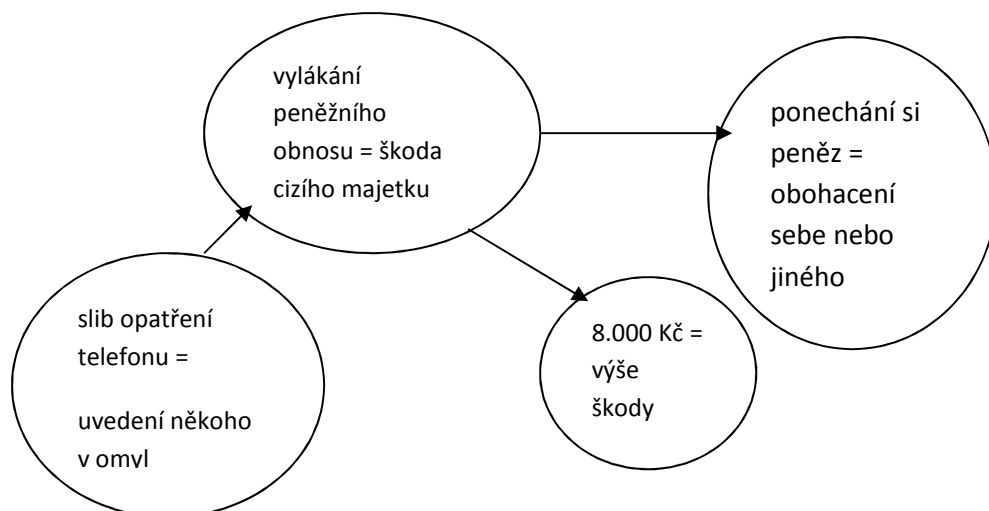 vylákání
peněžního
obnosu = škoda
cizího majetku
ponechání si
peněz =
obohacení
sebe nebo
jiného
slib opatření
telefonu =
uvedení někoho
v omyl
8.000 Kč =
výše
škody